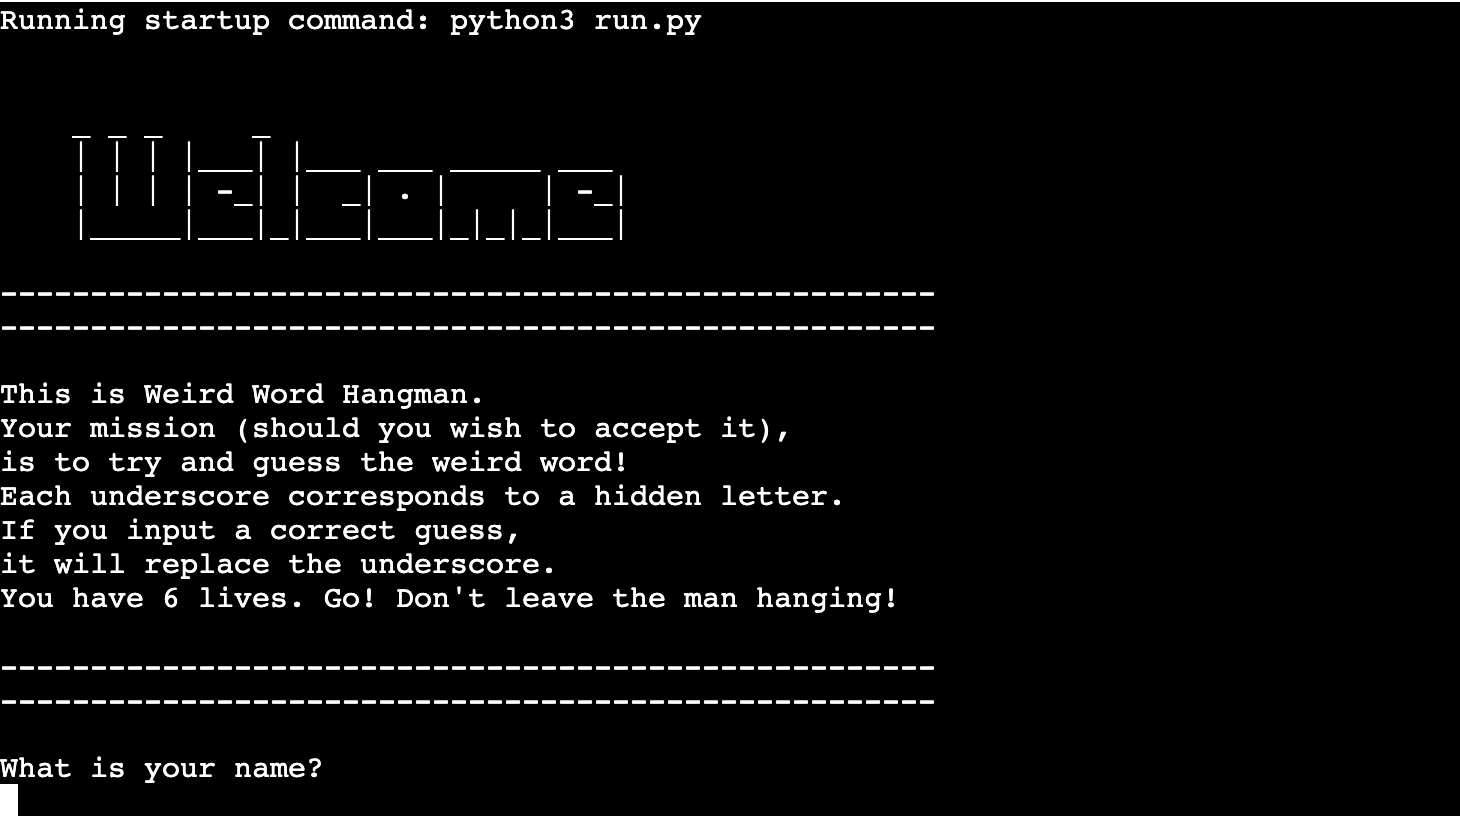 Running startup command: python3 run.py
Welcome
----------------------------------------------------
----------------------------------------------------
This is Weird Word Hangman.
Your mission (should you wish to accept it),
is to try and guess the weird word!
Each underscore corresponds to a hidden letter.
If you input a correct guess,
it will replace the underscore.
You have 6 lives. Go! Don't leave the man hanging!
----------------------------------------------------
----------------------------------------------------
What is your name?